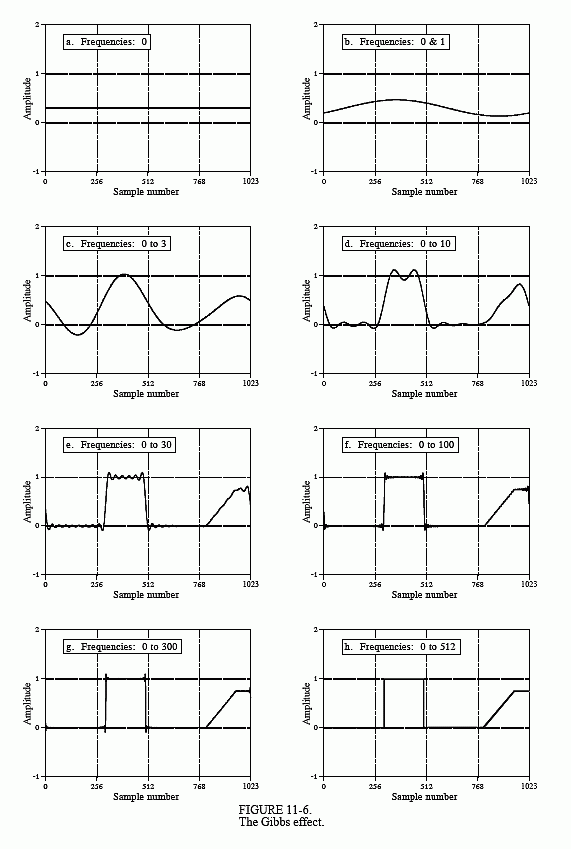 2
a. Frequencies: 0
1
Amplitude
0
-1
0 256 512 768 1023
Sample number
2
b. Frequencies: 0 & 1
1
Amplitude
0
-1
0 256 512 768 1023
Sample number
2
c. Frequencies: 0 to 3
1
Amplitude
0
-1
0 256 512 768 1023
Sample number
2
d. Frequencies: 0 to 10
1
Amplitude
0
-1
0 256 512 768 1023
Sample number
2
e. Frequencies: 0 to 30
1
Amplitude
0
-1
0 256 512 768 1023
Sample number
2
f. Frequencies: 0 to 100
1
Amplitude
0
-1
0 256 512 768 1023
Sample number
2
g. Frequencies: 0 to 300
1
Amplitude
0
-1
0 256 512 768 1023
Sample number
2
h. Frequencies: 0 to 512
1
Amplitude
0
-1
0 256 512 768 1023
Sample number
FIGURE 11-6.
The Gibbs effect.